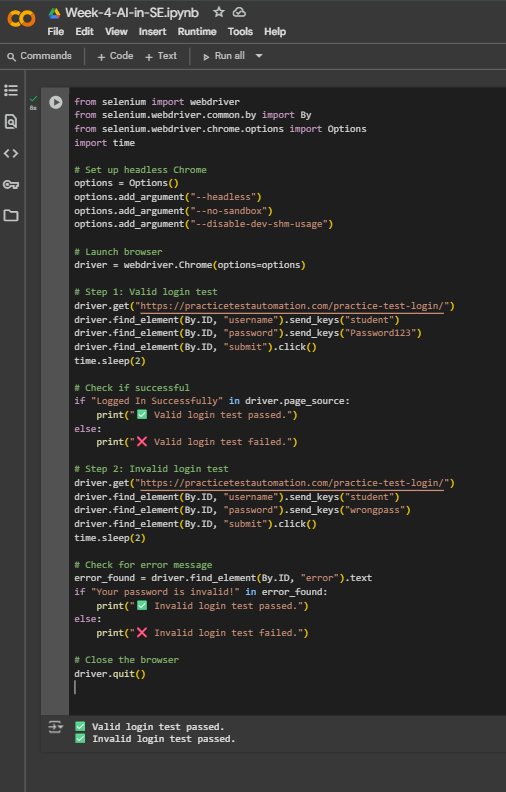 Week-4-AI-in-SE.ipynb
File Edit View Insert Runtime Tools Help
Commands + Code + Text Run all
8s
from selenium import webdriver
from selenium.webdriver.common.by import By
from selenium.webdriver.chrome.options import Options
import time
# Set up headless Chrome
options = Options()
options.add_argument("--headless")
options.add_argument("--no-sandbox")
options.add_argument("--disable-dev-shm-usage")
# Launch browser
driver = webdriver.Chrome(options=options)
# Step 1: Valid login test
driver.get("https://practicetestautomation.com/practice-test-login/")
driver.find_element(By.ID, "username").send_keys("student")
driver.find_element(By.ID, "password").send_keys("Password123")
driver.find_element(By.ID, "submit").click()
time.sleep(2)
# Check if successful
if "Logged In Successfully" in driver.page_source:
    print("✅ Valid login test passed.")
else:
    print("❌ Valid login test failed.")
# Step 2: Invalid login test
driver.get("https://practicetestautomation.com/practice-test-login/")
driver.find_element(By.ID, "username").send_keys("student")
driver.find_element(By.ID, "password").send_keys("wrongpass")
driver.find_element(By.ID, "submit").click()
time.sleep(2)
# Check for error message
error_found = driver.find_element(By.ID, "error").text
if "Your password is invalid!" in error_found:
    print("✅ Invalid login test passed.")
else:
    print("❌ Invalid login test failed.")
# Close the browser
driver.quit()
✅ Valid login test passed.
✅ Invalid login test passed.